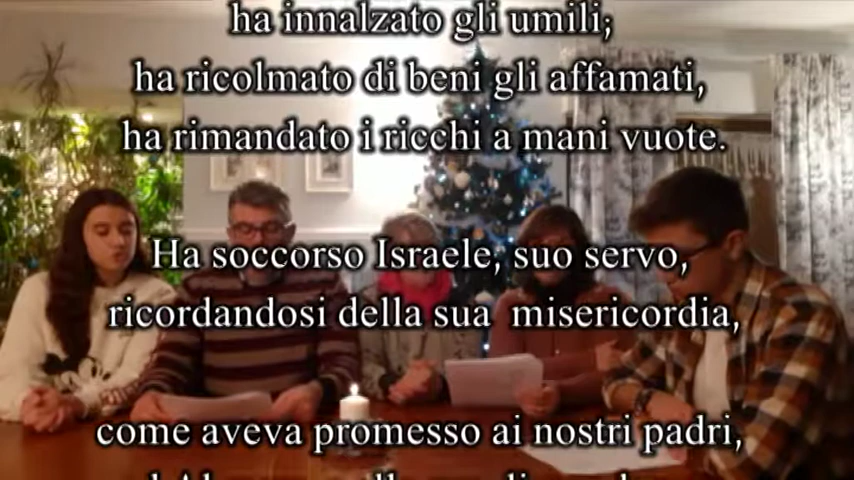 ha innalzato gli umili;
ha ricolmato di beni gli affamati,
ha rimandato i ricchi a mani vuote.
Ha soccorso Israele, suo servo,
ricordandosi della sua misericordia,
come aveva promesso ai nostri padri,